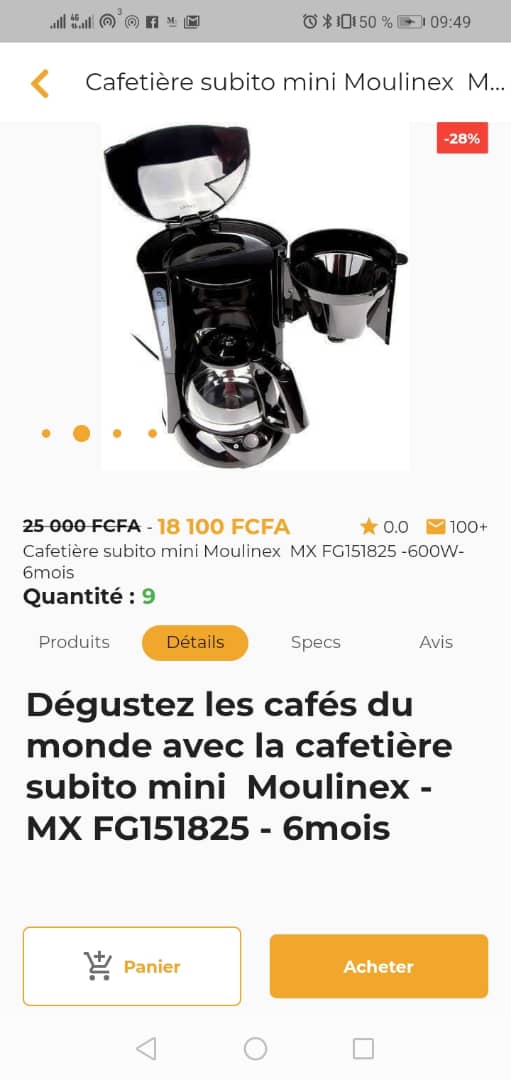 4G 3 50 % 09:49
Cafetière subito mini Moulinex M...
-28%
25 000 FCFA - 18 100 FCFA 0.0 100+
Cafetière subito mini Moulinex MX FG151825 -600W-
6mois
Quantité : 9
Produits Détails Specs Avis
Dégustez les cafés du
monde avec la cafetière
subito mini Moulinex -
MX FG151825 - 6mois
Panier Acheter